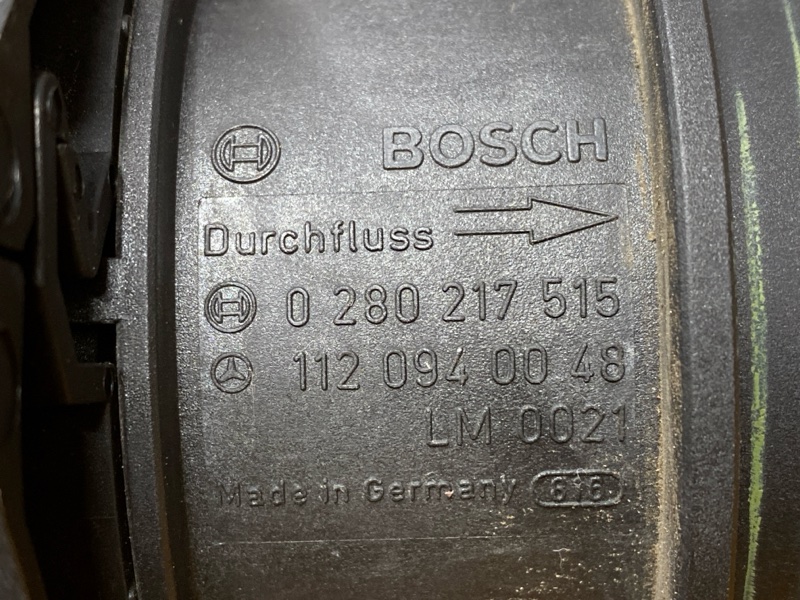 BOSCH
Durchfluss
0 280 217 515
112 094 00 48
LM 0021
Made in Germany 616